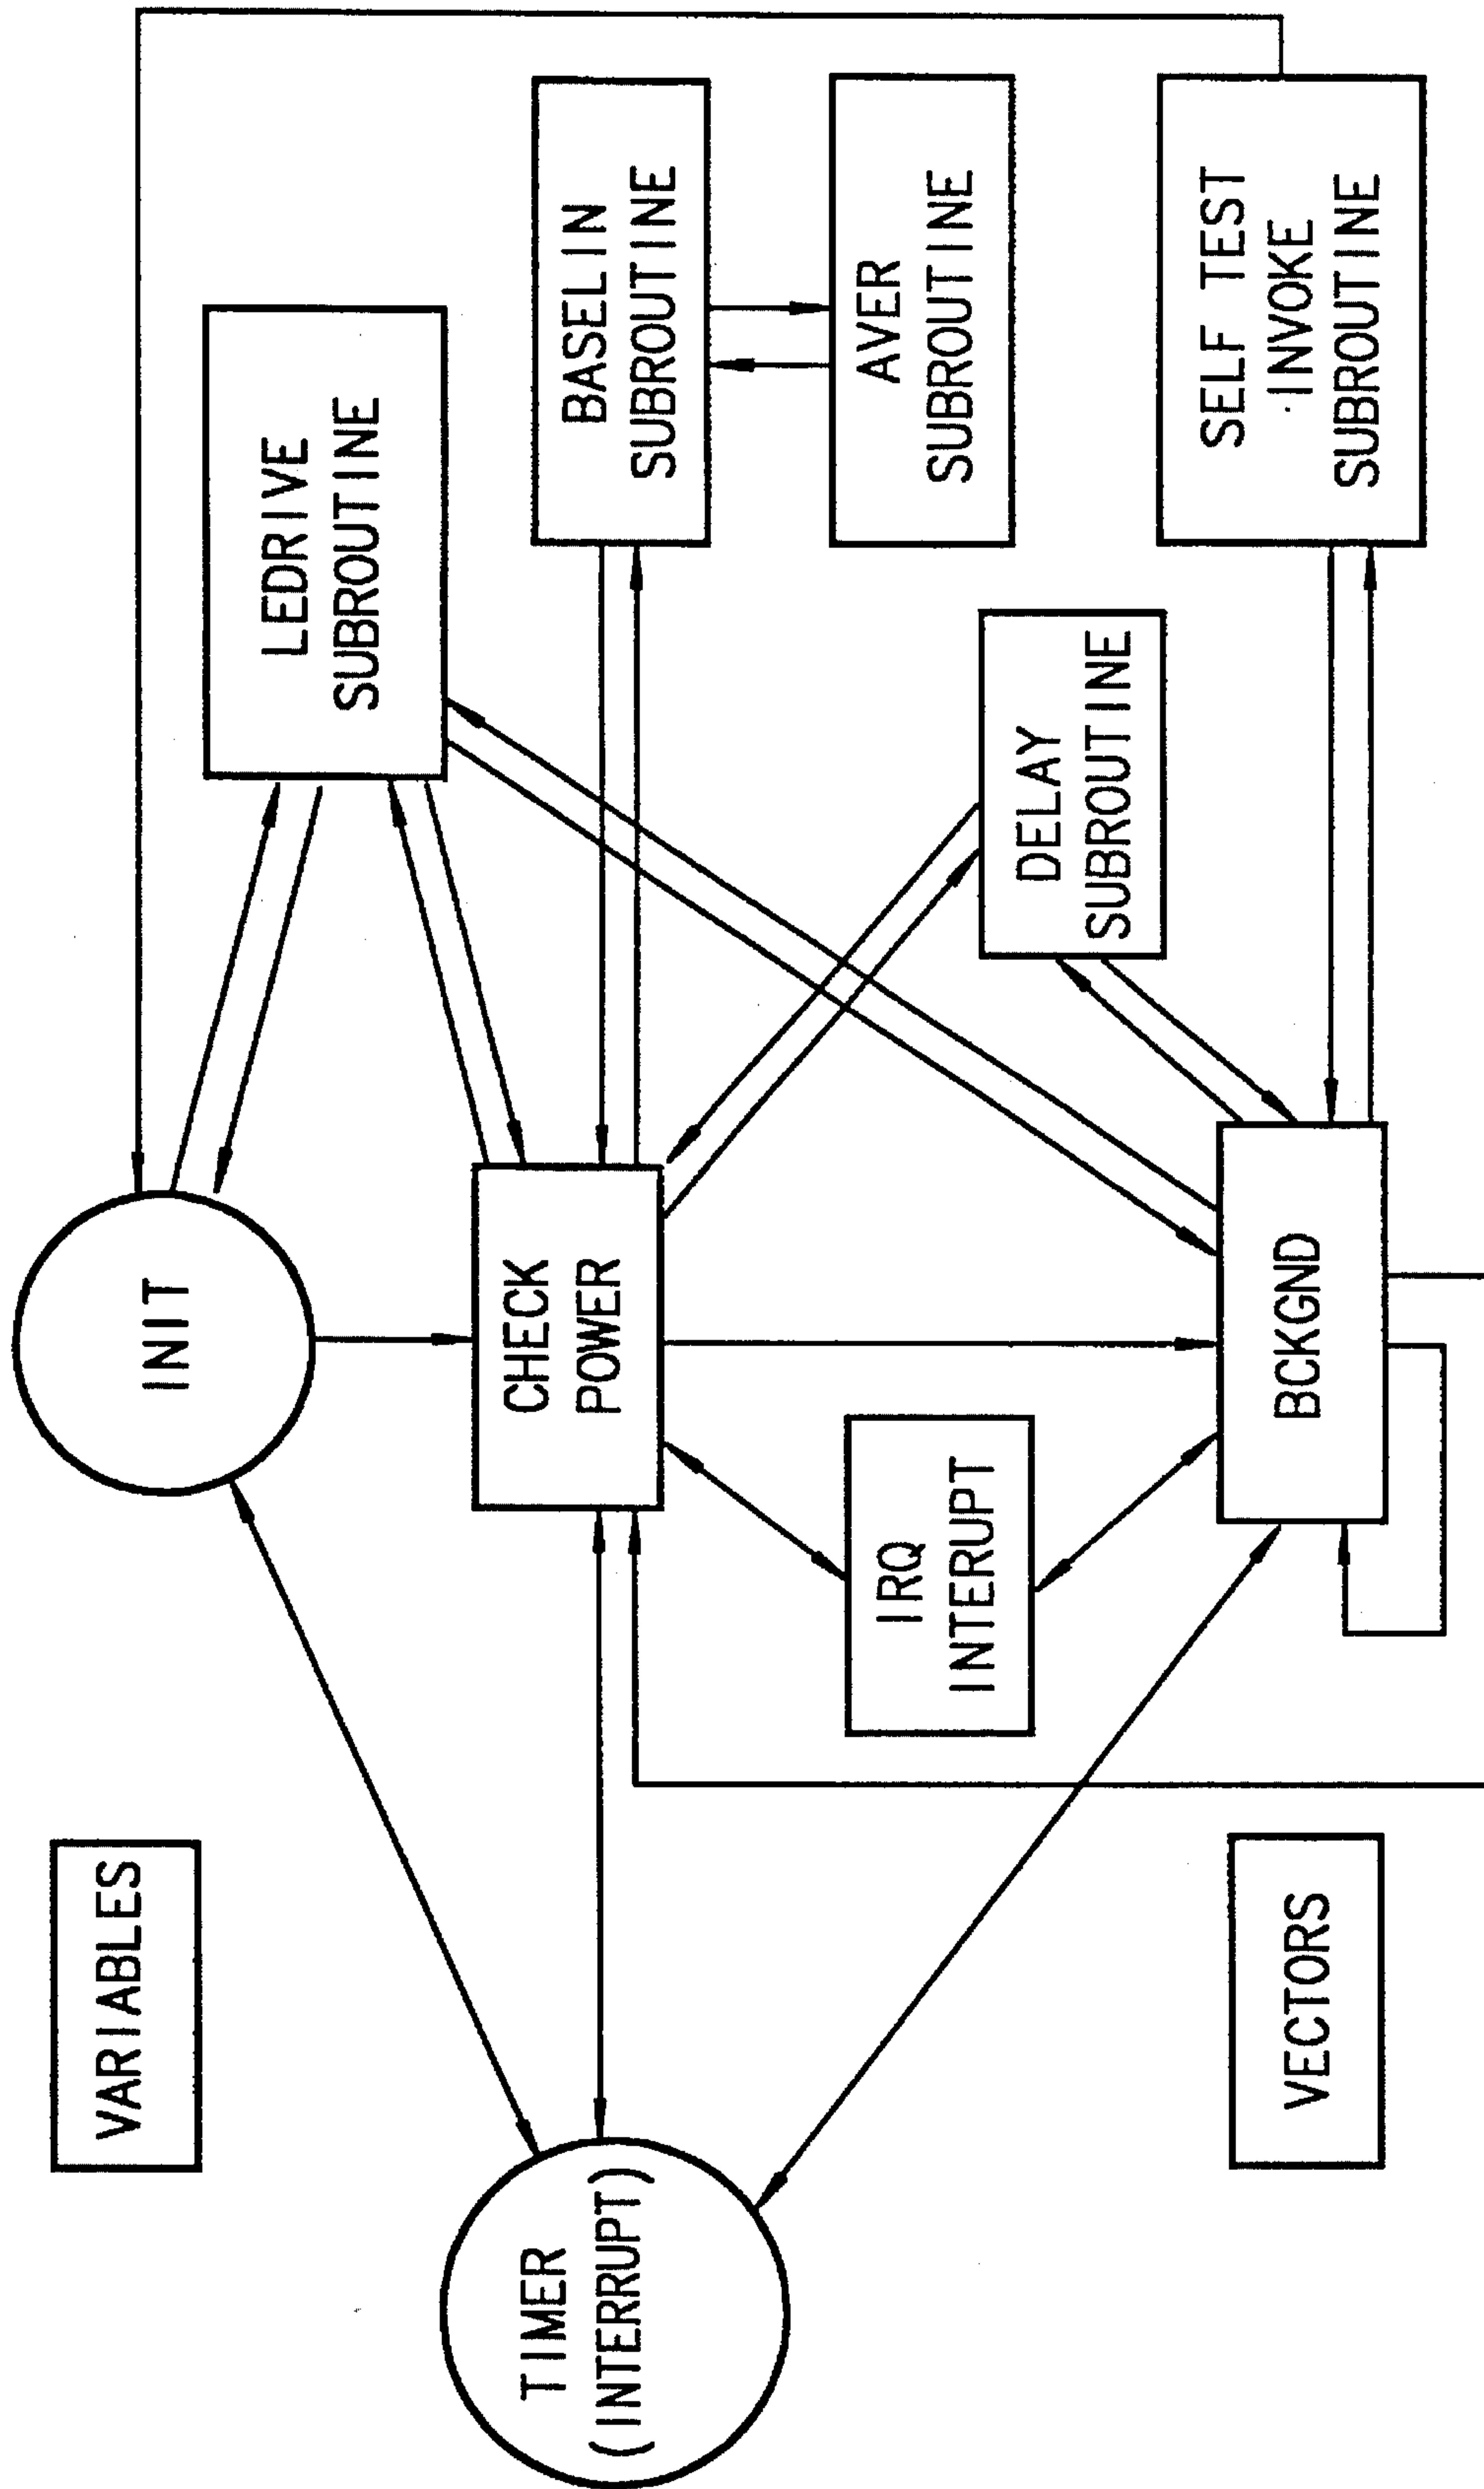 VARIABLES
INIT
LEDRIVE
SUBROUTINE
TIMER
(INTERRUPT)
CHECK
POWER
BASELIN
SUBROUTINE
IRQ
INTERUPT
DELAY
SUBROUTINE
AVER
SUBROUTINE
VECTORS
BCKGND
SELF TEST
INVOKE
SUBROUTINE